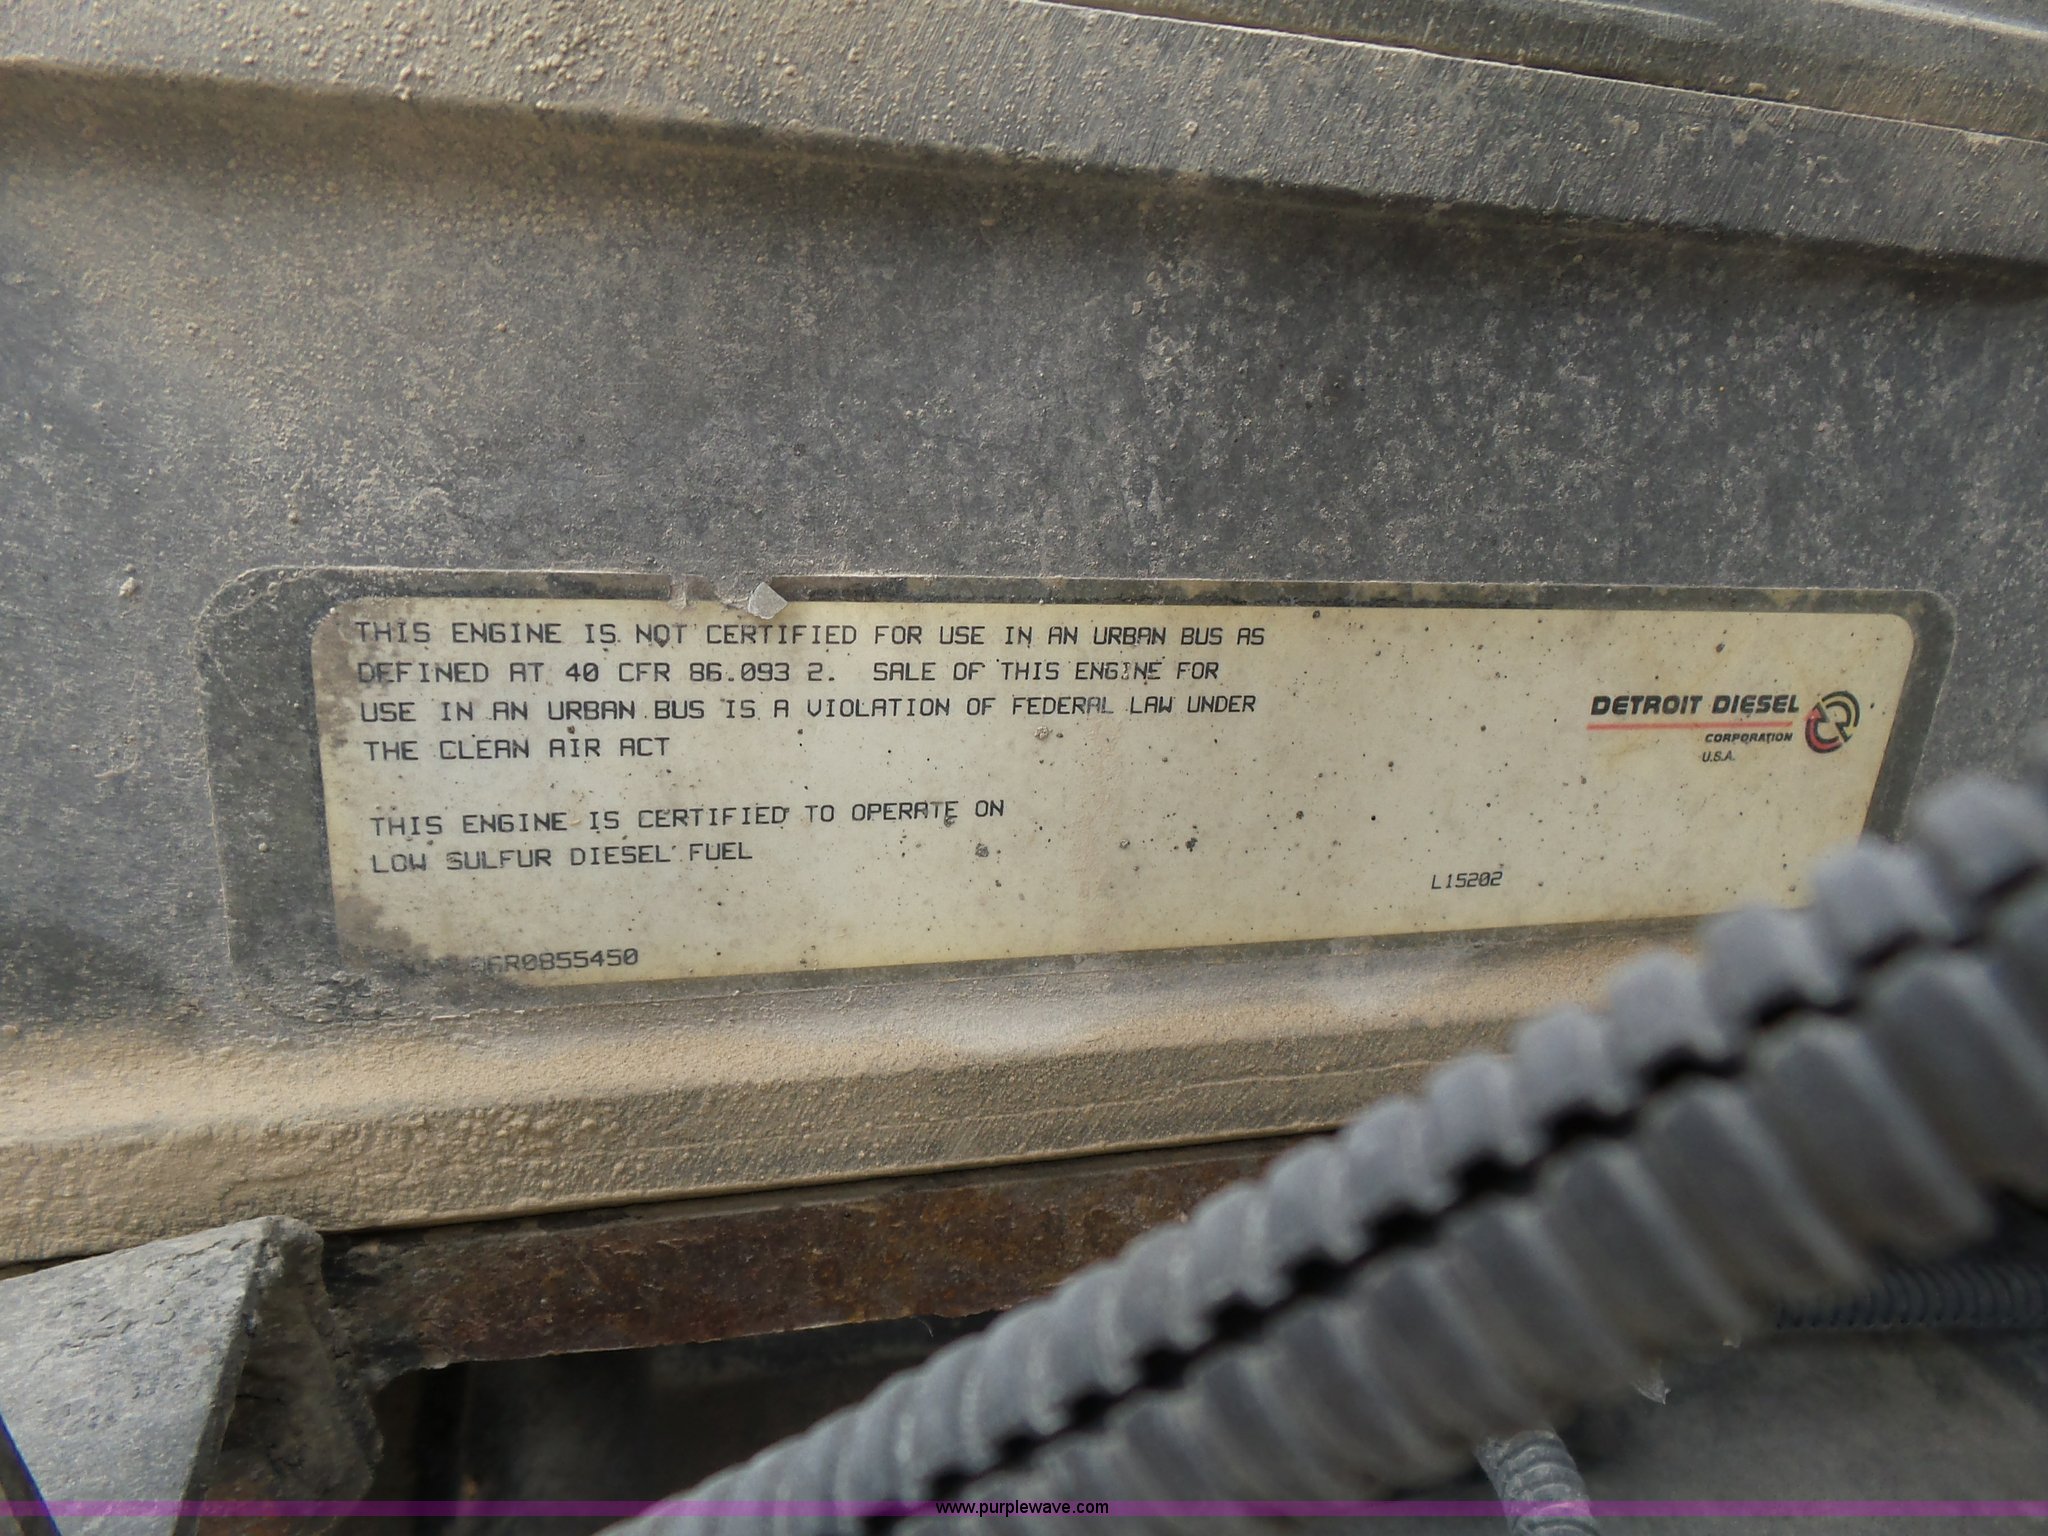 THIS ENGINE IS NOT CERTIFIED FOR USE IN AN URBAN BUS AS
DEFINED AT 40 CFR 86.093 2. SALE OF THIS ENGINE FOR
USE IN AN URBAN BUS IS A VIOLATION OF FEDERAL LAW UNDER
THE CLEAN AIR ACT
DETROIT DIESEL
CORPORATION
U.S.A.
THIS ENGINE IS CERTIFIED TO OPERATE ON
LOW SULFUR DIESEL FUEL
L15202
www.purplewave.com